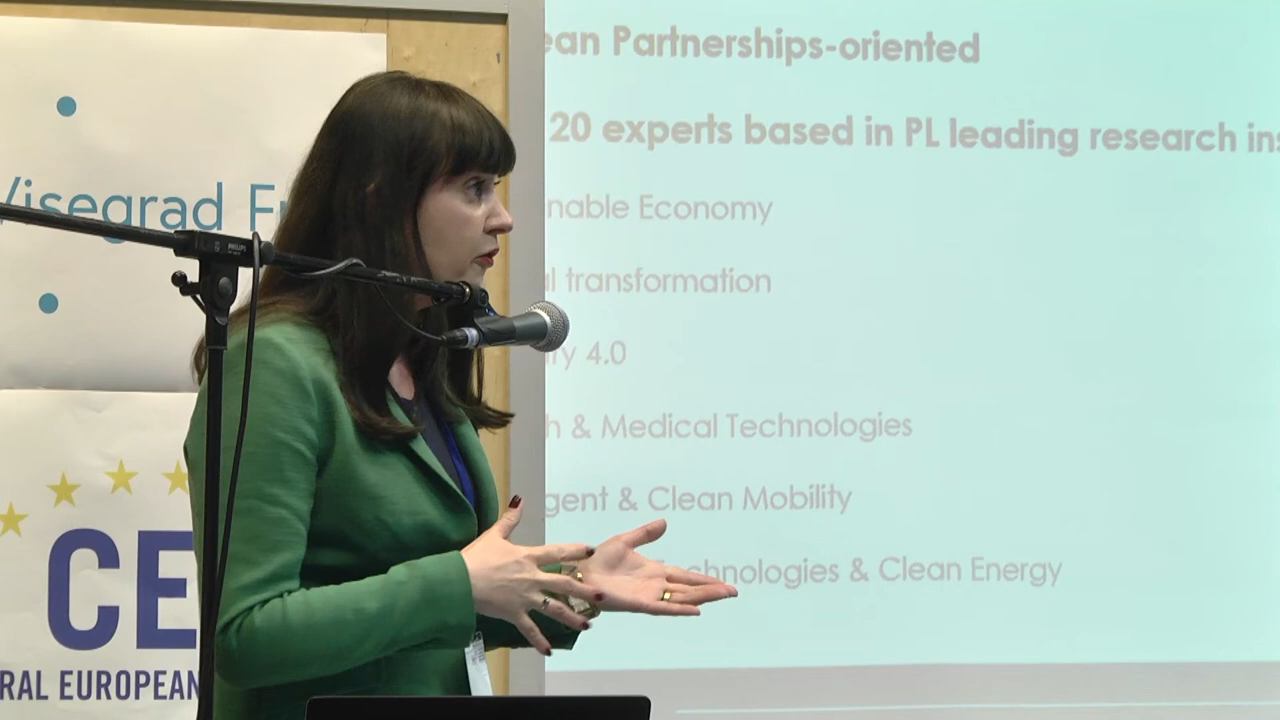 ean Partnerships-oriented
20 experts based in PL leading research ins
nable Economy
l transformation
ry 4.0
h & Medical Technologies
gent & Clean Mobility
chnologies & Clean Energy
Visegrad F
PHILIPS
CE
RAL EUROPEAN